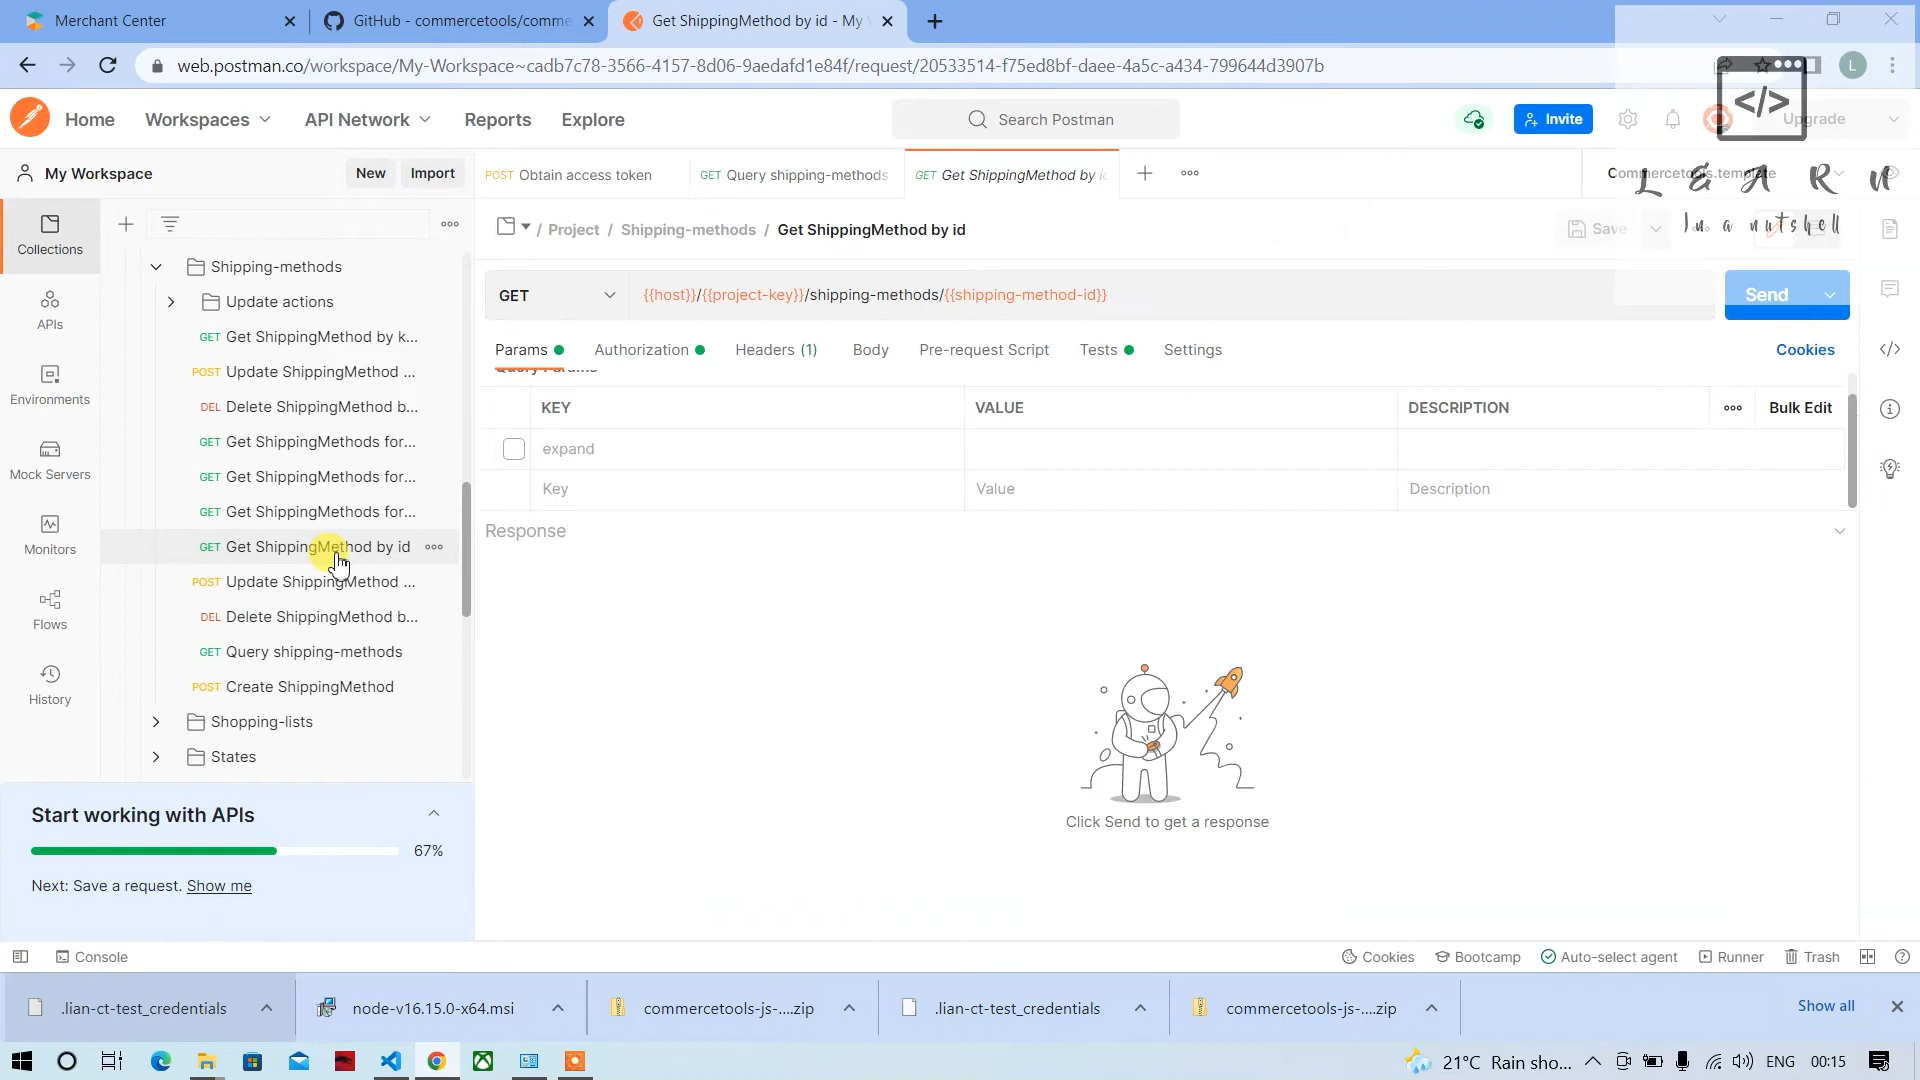 Merchant Center
GitHub - commercetools/comme
Get ShippingMethod by id - My
web.postman.co/workspace/My-Workspace~cadb7c78-3566-4157-8d06-9aedafd1e84f/request/20533514-f75ed8bf-daee-4a5c-a434-799644d3907b
L
Home
Workspaces
API Network
Reports
Explore
Search Postman
Invite
Upgrade
</>
My Workspace
New
Import
POST Obtain access token
GET Query shipping-methods
GET Get ShippingMethod by id
Commercetools.template
L E A R N
In a nutshell
Collections
APIs
Environments
Mock Servers
Monitors
Flows
History
Shipping-methods
Update actions
GET Get ShippingMethod by k...
POST Update ShippingMethod ...
DEL Delete ShippingMethod b...
GET Get ShippingMethods for...
GET Get ShippingMethods for...
GET Get ShippingMethods for...
GET Get ShippingMethod by id
POST Update ShippingMethod ...
DEL Delete ShippingMethod b...
GET Query shipping-methods
POST Create ShippingMethod
Shopping-lists
States
Start working with APIs
67%
Next: Save a request. Show me
/ Project / Shipping-methods / Get ShippingMethod by id
Save
GET
{{host}}/{{project-key}}/shipping-methods/{{shipping-method-id}}
Send
Params
Authorization
Headers (1)
Body
Pre-request Script
Tests
Settings
Cookies
Query Params
KEY
VALUE
DESCRIPTION
Bulk Edit
expand
Key
Value
Description
Response
Click Send to get a response
Console
Cookies
Bootcamp
Auto-select agent
Runner
Trash
.lian-ct-test_credentials
node-v16.15.0-x64.msi
commercetools-js-....zip
.lian-ct-test_credentials
commercetools-js-....zip
Show all
21°C Rain sho...
ENG
00:15